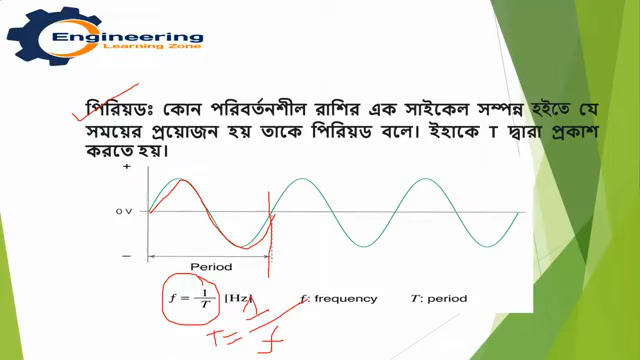 Engineering
Learning Zone
পিরিয়ডঃ কোন পরিবর্তনশীল রাশির এক সাইকেল সম্পন্ন হইতে যে
সময়ের প্রয়োজন হয় তাকে পিরিয়ড বলে। ইহাকে T দ্বারা প্রকাশ
করতে হয়।
+
0 V
−
Period
f = 1/T [Hz] f: frequency T: period
T = 1/f